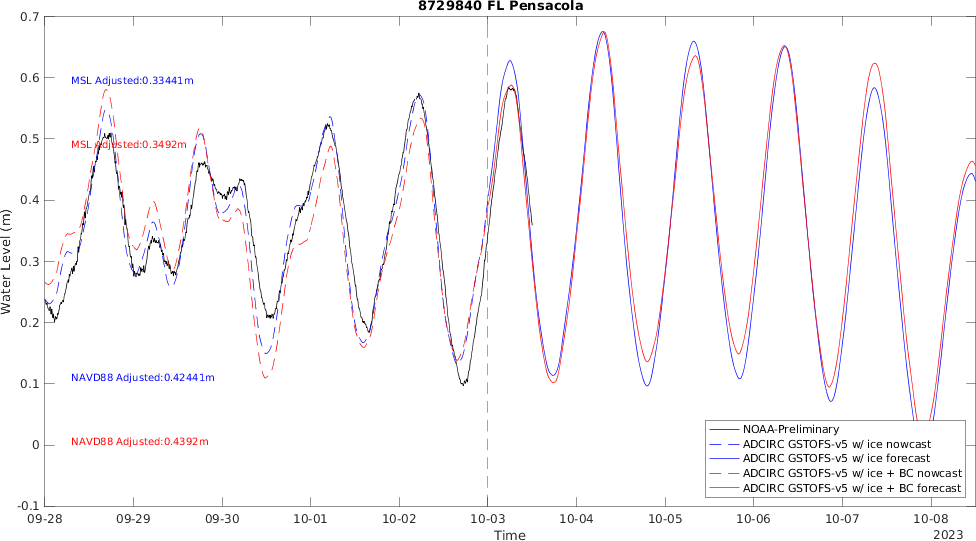 8729840 FL Pensacola
0.7
0.6
0.5
0.4
0.3
0.2
0.1
0
-0.1
Water Level (m)
MSL Adjusted:0.33441m
MSL Adjusted:0.3492m
NAVD88 Adjusted:0.42441m
NAVD88 Adjusted:0.4392m
NOAA-Preliminary
ADCIRC GSTOFS-v5 w/ ice nowcast
ADCIRC GSTOFS-v5 w/ ice forecast
ADCIRC GSTOFS-v5 w/ ice + BC nowcast
ADCIRC GSTOFS-v5 w/ ice + BC forecast
09-28 09-29 09-30 10-01 10-02 10-03 10-04 10-05 10-06 10-07 10-08
Time
2023